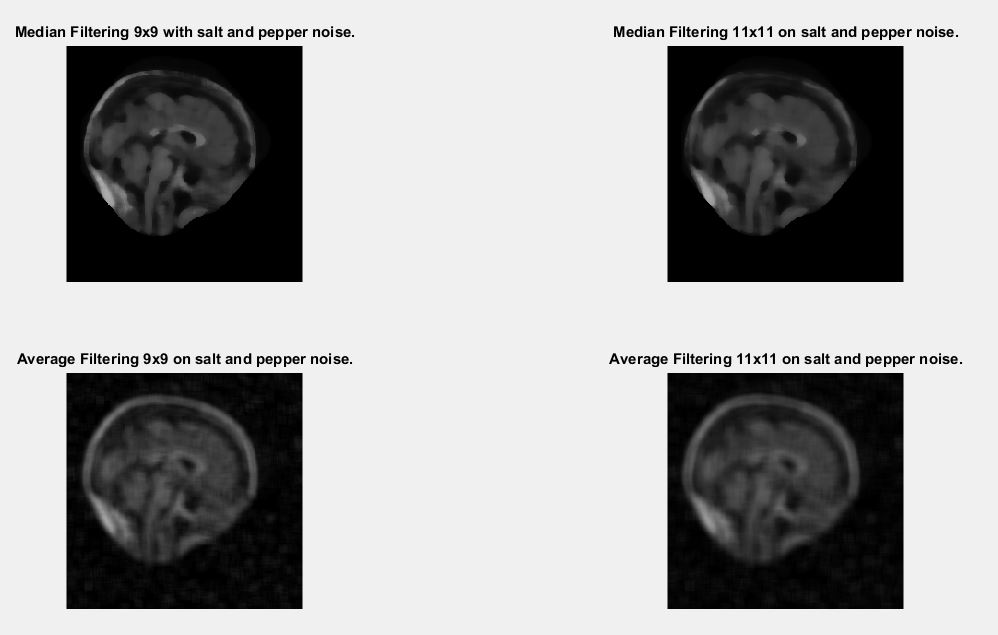 Median Filtering 9x9 with salt and pepper noise.
Median Filtering 11x11 on salt and pepper noise.
Average Filtering 9x9 on salt and pepper noise.
Average Filtering 11x11 on salt and pepper noise.